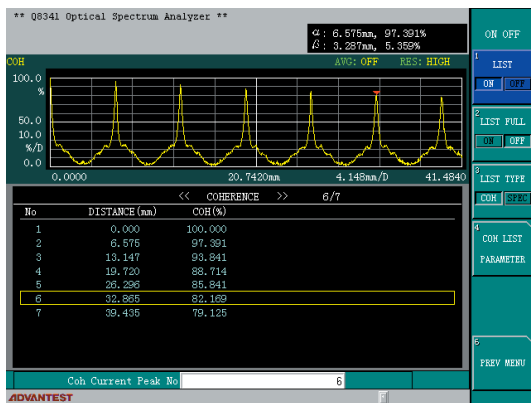 ** Q8341 Optical Spectrum Analyzer **
α: 6.575nm, 97.391%
β: 3.287nm, 5.359%
COH AVG: OFF RES: HIGH
100.0
%
50.0
10.0
%/D
0.0
0.0000 20.7420mm 4.148mm/D 41.4840
<< COHERENCE >> 6/7
No DISTANCE(mm) COH(%)
1 0.000 100.000
2 6.575 97.391
3 13.147 93.841
4 19.720 88.714
5 26.296 85.841
6 32.865 82.169
7 39.435 79.125
Coh Current Peak No 6
ADVANTEST
ON OFF
1
LIST
ON OFF
2
LIST FULL
ON OFF
3
LIST TYPE
COH SPEC
4
COH LIST
PARAMETER
6
PREV MENU